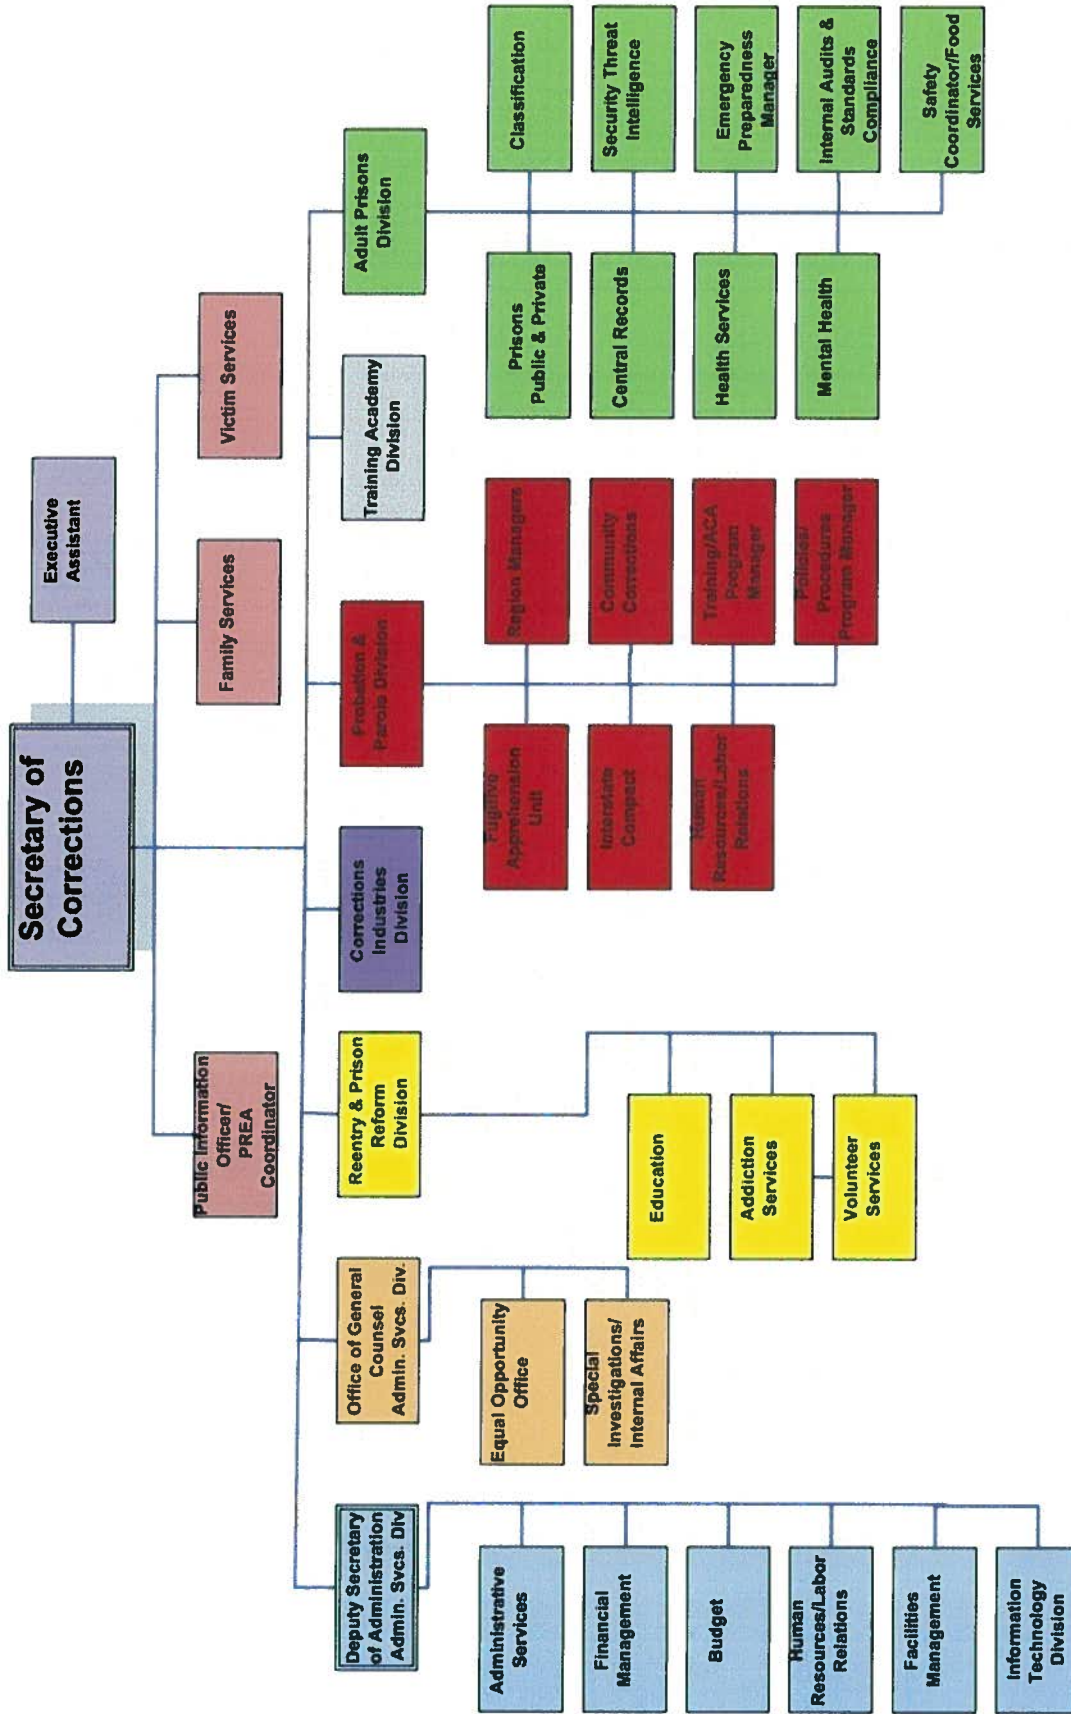 Secretary of
Corrections
Executive
Assistant
Public Information
Officer/
PREA
Coordinator
Family Services
Victim Services
Deputy Secretary
of Administration
Admin. Svcs. Div
Office of General
Counsel
Admin. Svcs. Div.
Reentry & Prison
Reform
Division
Corrections
Industries
Division
Probation &
Parole Division
Training Academy
Division
Adult Prisons
Division
Administrative
Services
Financial
Management
Budget
Human
Resources/Labor
Relations
Facilities
Management
Information
Technology
Division
Equal Opportunity
Office
Special
Investigations/
Internal Affairs
Education
Addiction
Services
Volunteer
Services
Fugitive
Apprehension
Unit
Region Managers
Interstate
Compact
Community
Corrections
Human
Resources/Labor
Relations
Training/ACA
Program
Manager
Policies/
Procedures
Program Manager
Prisons
Public & Private
Classification
Central Records
Security Threat
Intelligence
Health Services
Emergency
Preparedness
Manager
Mental Health
Internal Audits &
Standards
Compliance
Safety
Coordinator/Food
Services